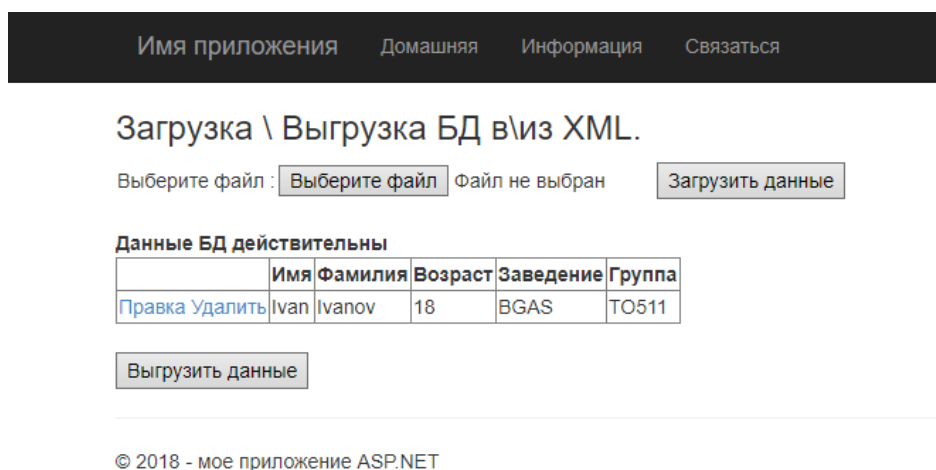 Имя приложения Домашняя Информация Связаться
Загрузка \ Выгрузка БД в\из XML.
Выберите файл : Выберите файл Файл не выбран Загрузить данные
Данные БД действительны
Имя Фамилия Возраст Заведение Группа
Правка Удалить Ivan Ivanov 18 BGAS TO511
Выгрузить данные
© 2018 - мое приложение ASP.NET